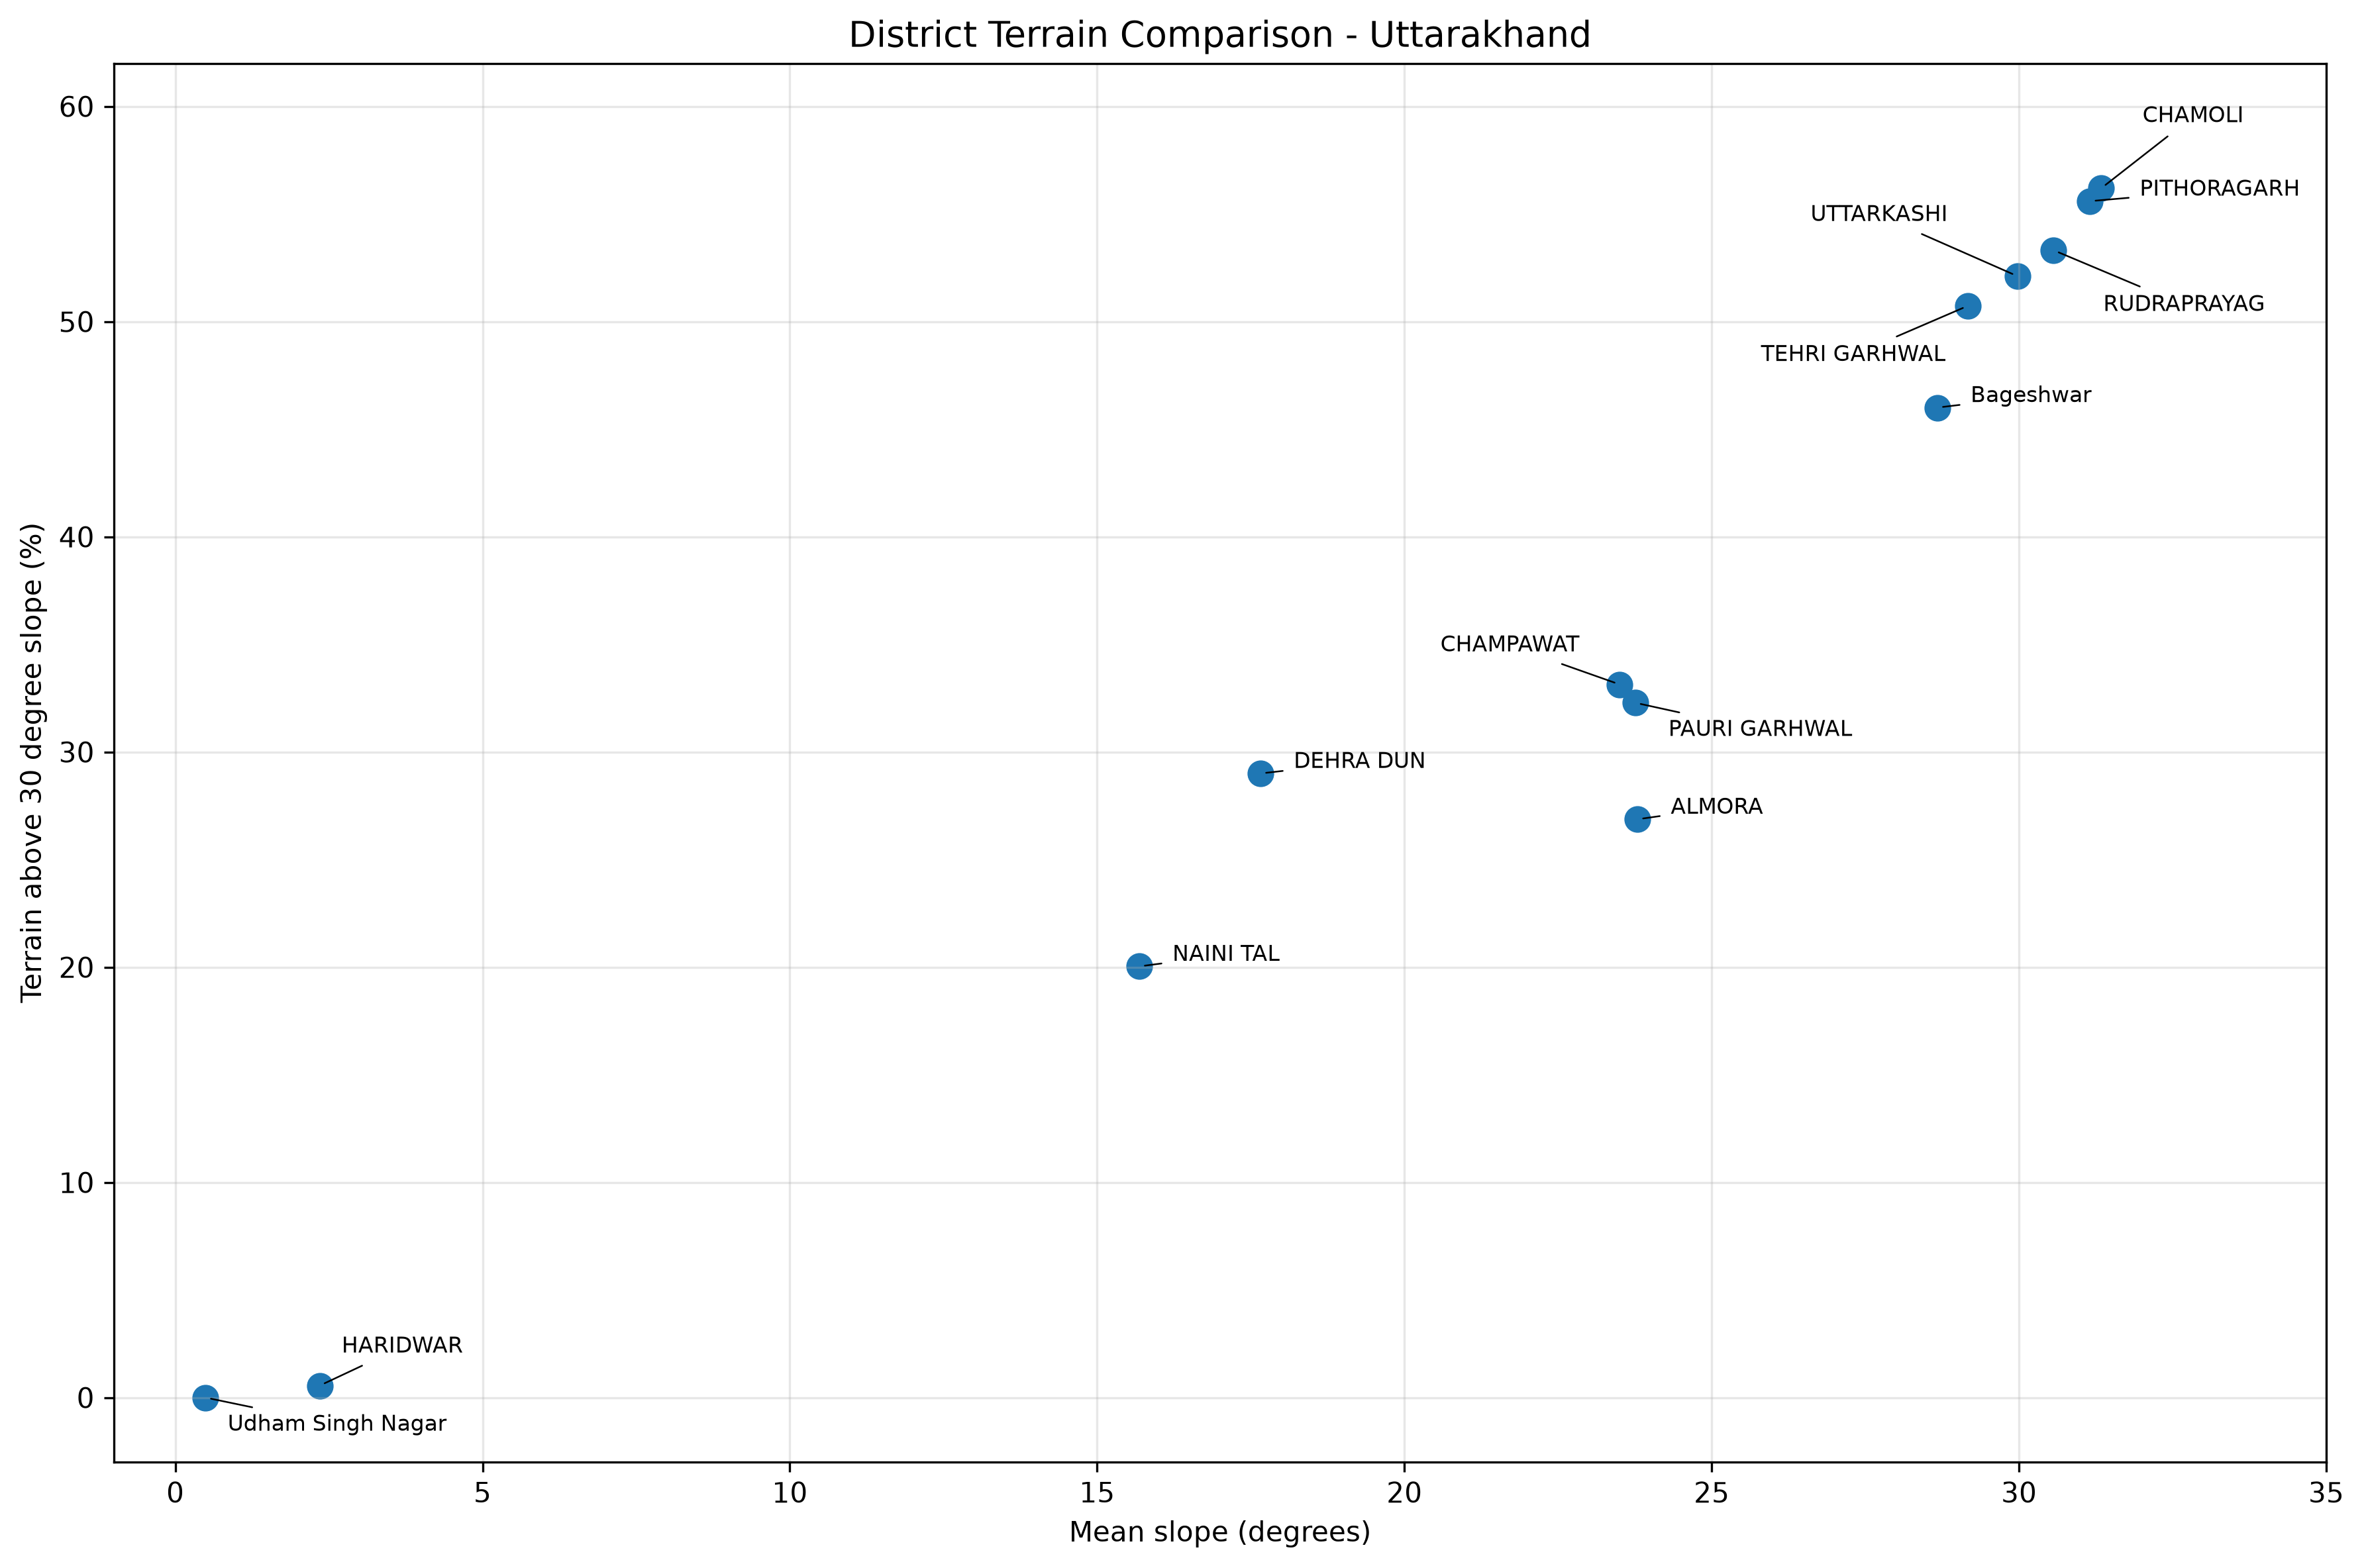 District Terrain Comparison - Uttarakhand
60
CHAMOLI
PITHORAGARH
UTTARKASHI
RUDRAPRAYAG
50
TEHRI GARHWAL
Bageshwar
40
Terrain above 30 degree slope (%)
CHAMPAWAT
PAURI GARHWAL
30
DEHRA DUN
ALMORA
NAINI TAL
20
10
HARIDWAR
0
Udham Singh Nagar
0 5 10 15 20 25 30 35
Mean slope (degrees)